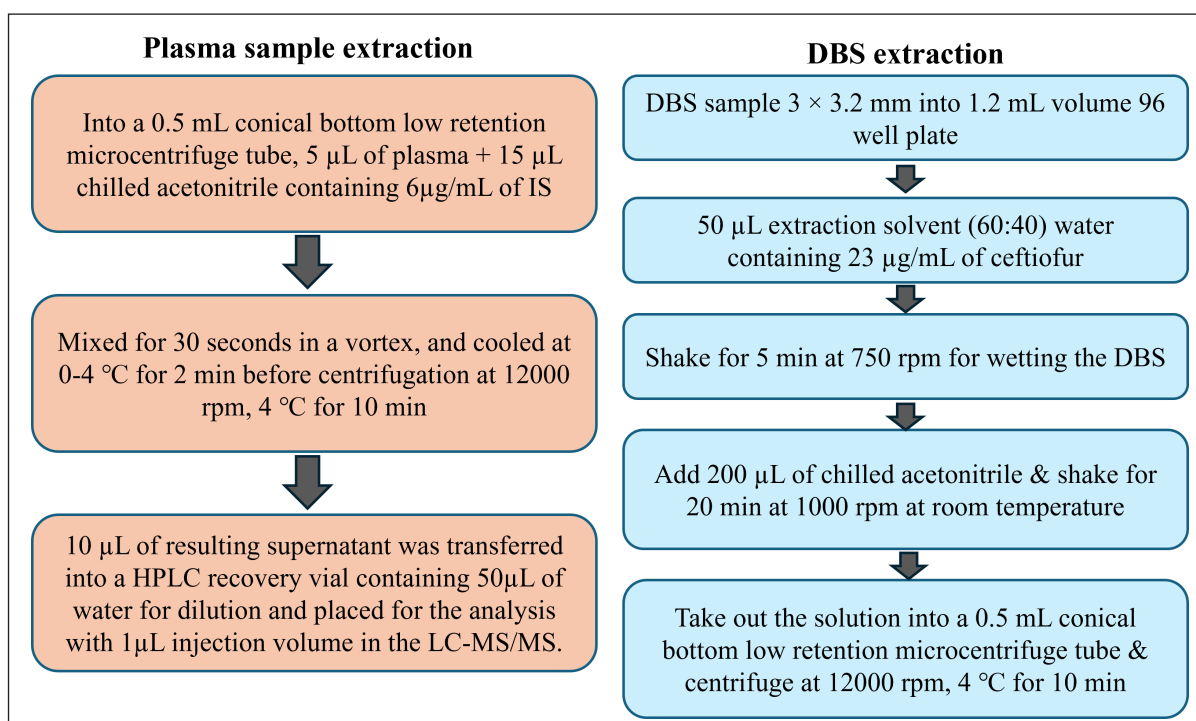 Plasma sample extraction
Into a 0.5 mL conical bottom low retention
microcentrifuge tube, 5 µL of plasma + 15 µL
chilled acetonitrile containing 6µg/mL of IS
Mixed for 30 seconds in a vortex, and cooled at
0-4 ℃ for 2 min before centrifugation at 12000
rpm, 4 ℃ for 10 min
10 µL of resulting supernatant was transferred
into a HPLC recovery vial containing 50µL of
water for dilution and placed for the analysis
with 1µL injection volume in the LC-MS/MS.
DBS extraction
DBS sample 3 × 3.2 mm into 1.2 mL volume 96
well plate
50 µL extraction solvent (60:40) water
containing 23 µg/mL of ceftiofur
Shake for 5 min at 750 rpm for wetting the DBS
Add 200 µL of chilled acetonitrile & shake for
20 min at 1000 rpm at room temperature
Take out the solution into a 0.5 mL conical
bottom low retention microcentrifuge tube &
centrifuge at 12000 rpm, 4 ℃ for 10 min